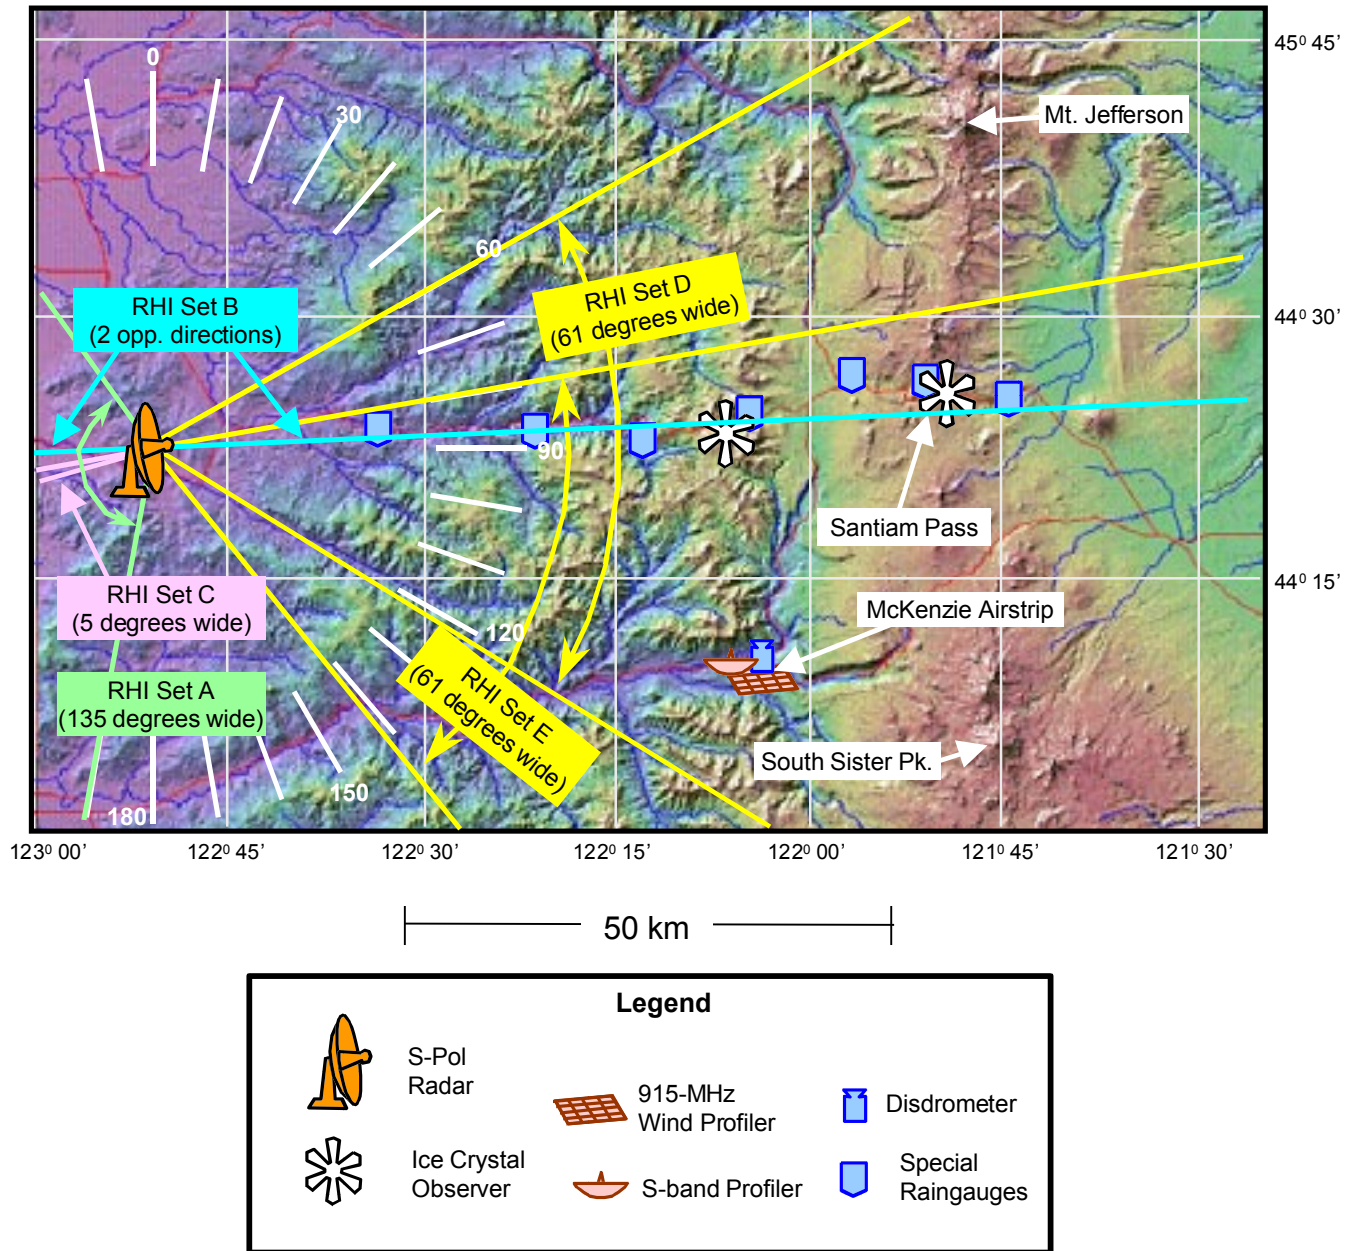 0
30
60
90
120
150
180
45⁰ 45'
44⁰ 30'
44⁰ 15'
Mt. Jefferson
RHI Set D
(61 degrees wide)
RHI Set B
(2 opp. directions)
Santiam Pass
RHI Set C
(5 degrees wide)
McKenzie Airstrip
RHI Set A
(135 degrees wide)
RHI Set E
(61 degrees wide)
South Sister Pk.
123⁰ 00'
122⁰ 45'
122⁰ 30'
122⁰ 15'
122⁰ 00'
121⁰ 45'
121⁰ 30'
50 km
Legend
S-Pol
Radar
915-MHz
Wind Profiler
Disdrometer
Ice Crystal
Observer
S-band Profiler
Special
Raingauges